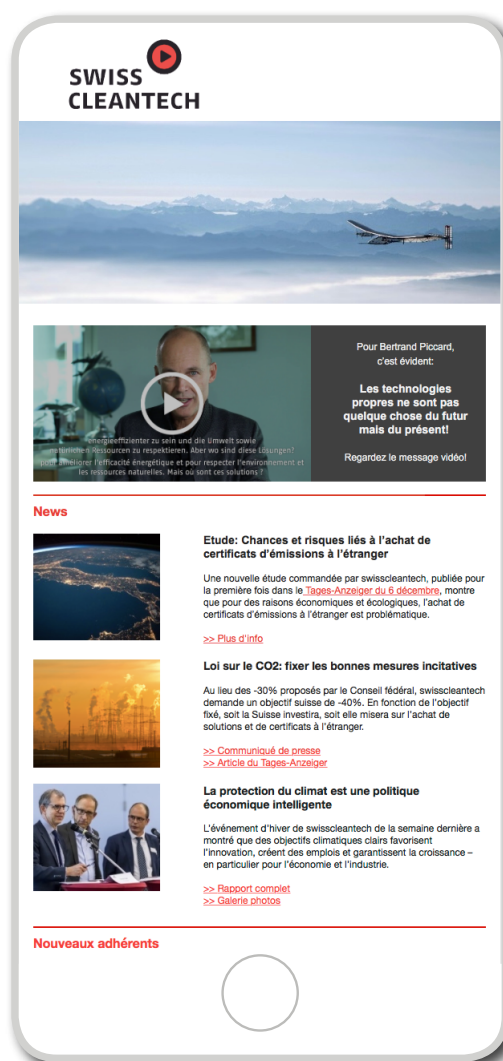 SWISS
CLEANTECH
energieeffizienter zu sein und die Umwelt sowie
natürlichen Ressourcen zu respektieren. Aber wo sind diese Lösungen?
pour améliorer l'efficacité énergétique et pour respecter l'environnement et
les ressources naturelles. Mais où sont ces solutions ?
Pour Bertrand Piccard,
c'est évident:
Les technologies
propres ne sont pas
quelque chose du futur
mais du présent!
Regardez le message vidéo!
News
Etude: Chances et risques liés à l'achat de
certificats d'émissions à l'étranger
Une nouvelle étude commandée par swisscleantech, publiée pour
la première fois dans le Tages-Anzeiger du 6 décembre, montre
que pour des raisons économiques et écologiques, l'achat de
certificats d'émissions à l'étranger est problématique.
>> Plus d'info
Loi sur le CO2: fixer les bonnes mesures incitatives
Au lieu des -30% proposés par le Conseil fédéral, swisscleantech
demande un objectif suisse de -40%. En fonction de l'objectif
fixé, soit la Suisse investira, soit elle misera sur l'achat de
solutions et de certificats à l'étranger.
>> Communiqué de presse
>> Article du Tages-Anzeiger
La protection du climat est une politique
économique intelligente
L'événement d'hiver de swisscleantech de la semaine dernière a
montré que des objectifs climatiques clairs favorisent
l'innovation, créent des emplois et garantissent la croissance –
en particulier pour l'économie et l'industrie.
>> Rapport complet
>> Galerie photos
Nouveaux adhérents